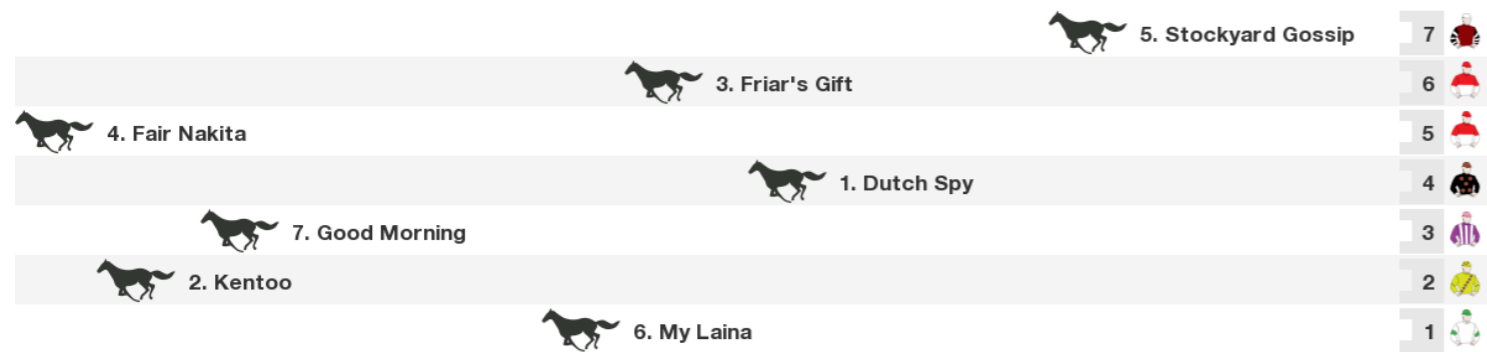 5. Stockyard Gossip 7
3. Friar's Gift 6
4. Fair Nakita 5
1. Dutch Spy 4
7. Good Morning 3
2. Kentoo 2
6. My Laina 1